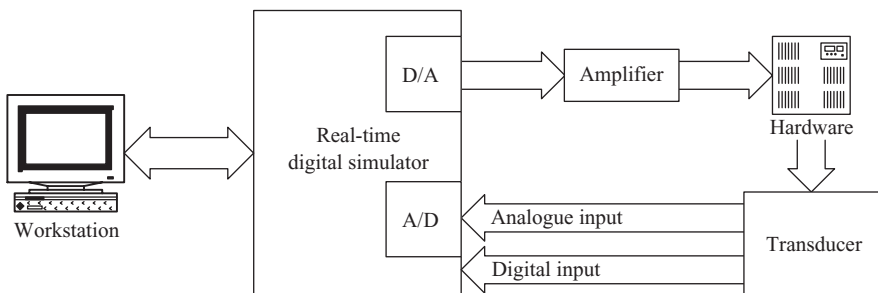 D/A
Amplifier
Real-time
digital simulator
Hardware
Workstation
A/D
Analogue input
Transducer
Digital input